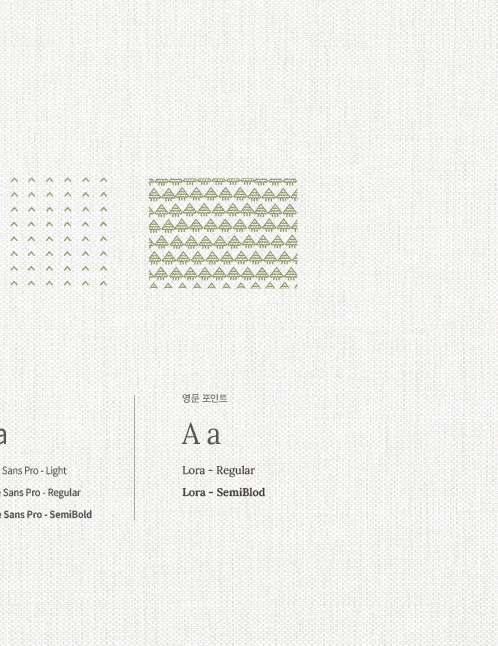 a
Sans Pro - Light
e Sans Pro - Regular
e Sans Pro - SemiBold
영문 포인트
A a
Lora - Regular
Lora - SemiBlod